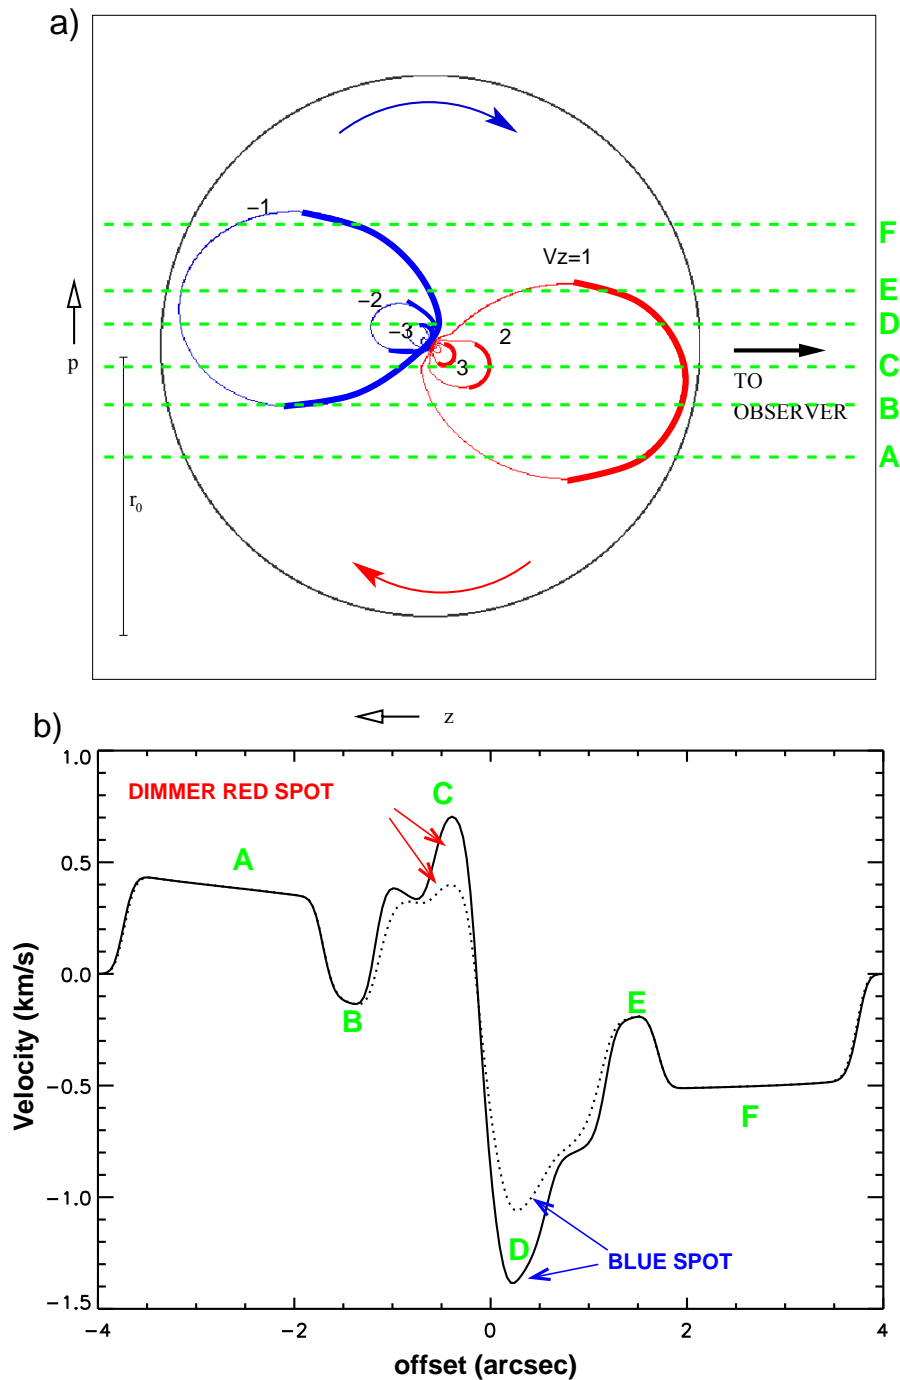 a)
−1
F
Vz=1
E
−2
D
−3
2
p
3
C
TO
OBSERVER
B
A
r0
z
b)
1.0
DIMMER RED SPOT
C
A
0.5
0.0
B
E
−0.5
F
−1.0
D
BLUE SPOT
−1.5
−4
−2
0
2
4
Velocity (km/s)
offset (arcsec)